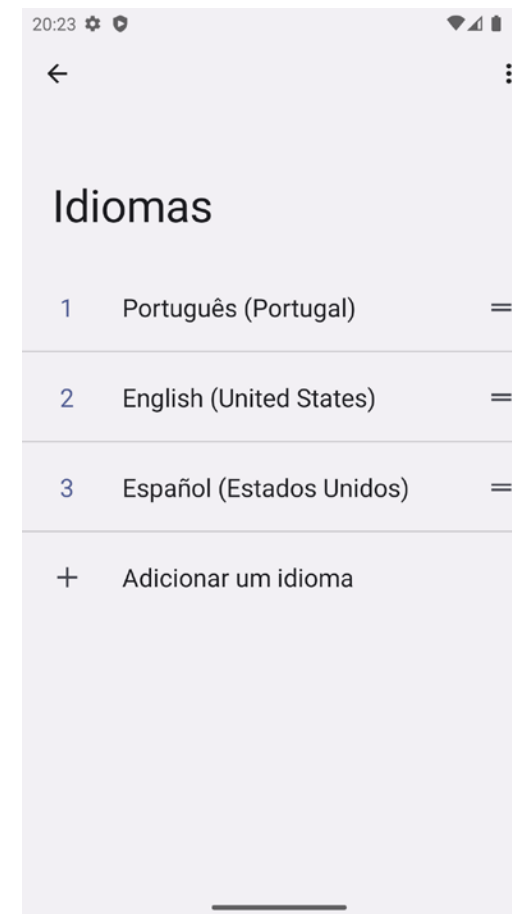 20:23
Idiomas
1 Português (Portugal)
2 English (United States)
3 Español (Estados Unidos)
+ Adicionar um idioma